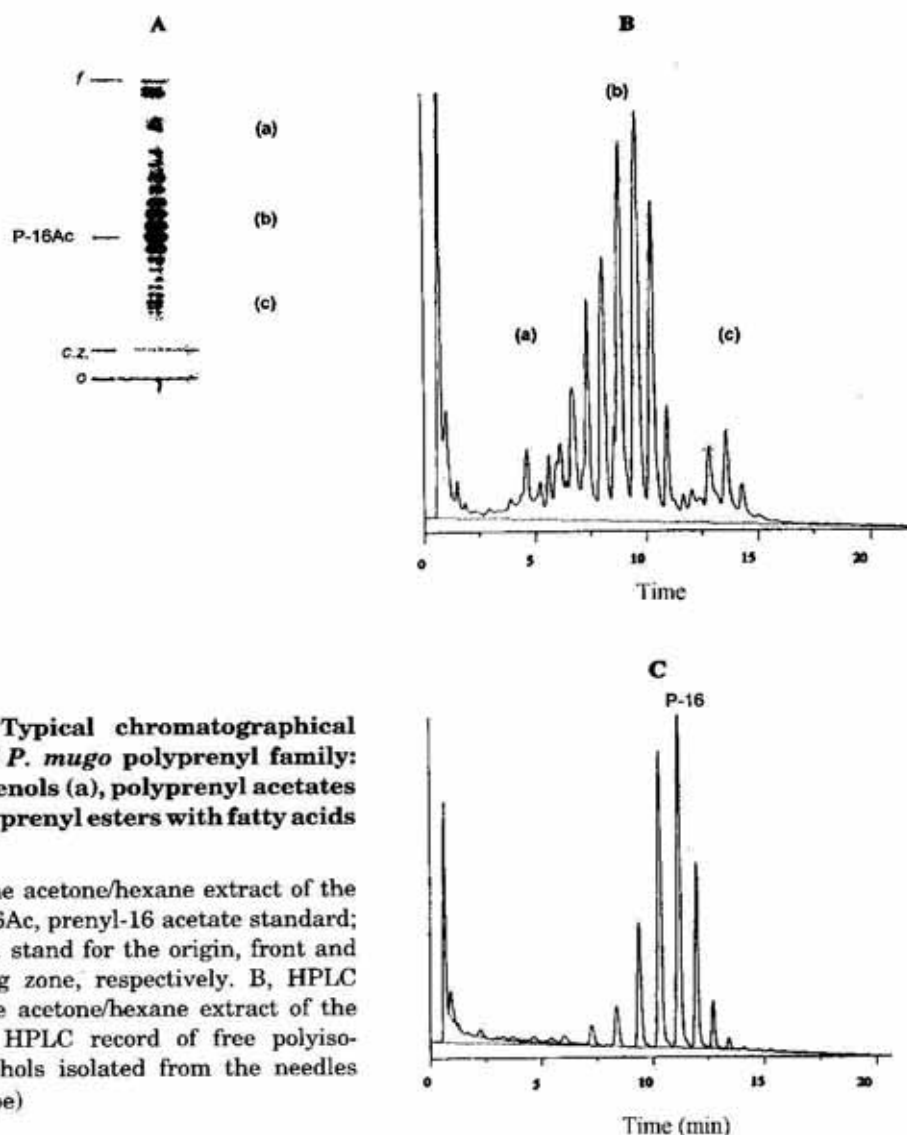 A
f
(a)
(b)
P-16Ac
(c)
c.z.
o
B
(b)
(a)
(c)
0 5 10 15 20
Time
C
P-16
0 5 10 15 20
Time (min)
Typical chromatographical
P. mugo polyprenyl family:
enols (a), polyprenyl acetates
prenyl esters with fatty acids
ne acetone/hexane extract of the
6Ac, prenyl-16 acetate standard;
stand for the origin, front and
g zone, respectively. B, HPLC
e acetone/hexane extract of the
HPLC record of free polyiso-
hols isolated from the needles
pe)